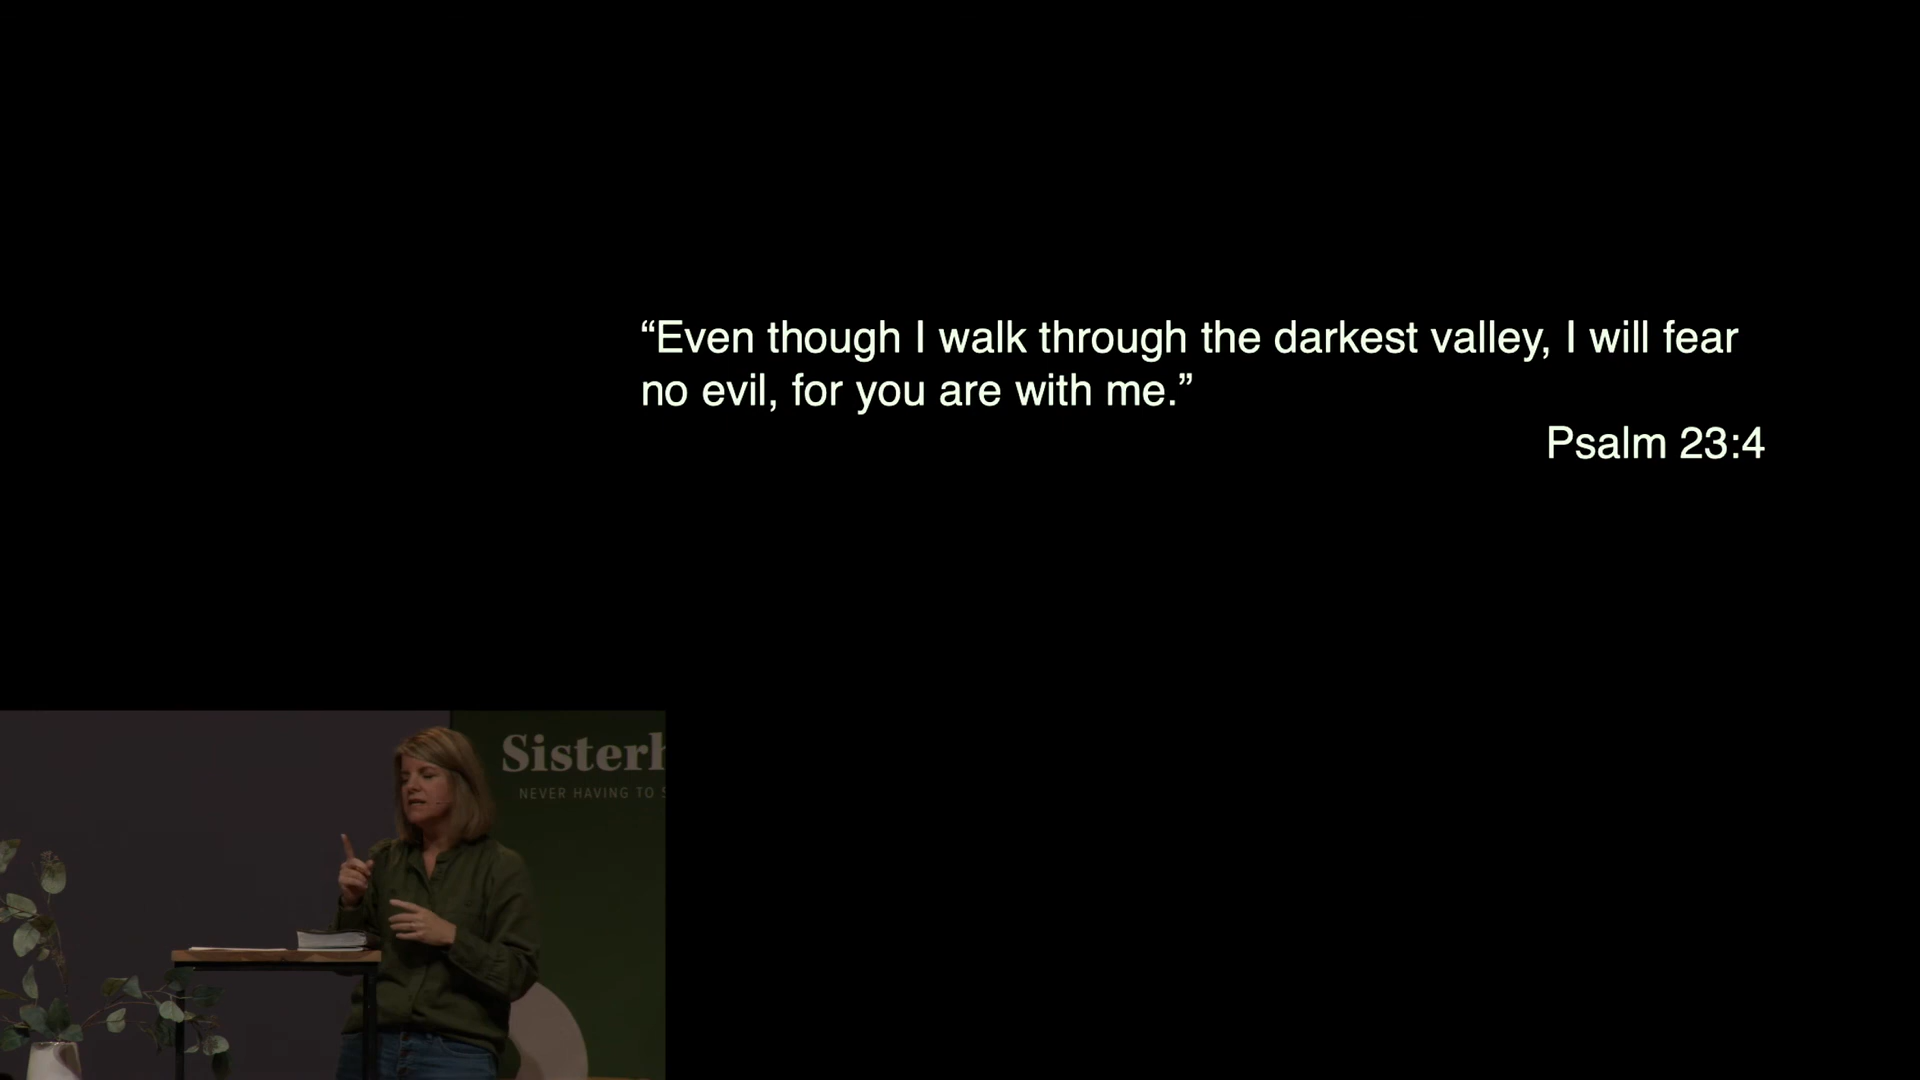 “Even though I walk through the darkest valley, I will fear
no evil, for you are with me.”
Psalm 23:4
NEVER HAVING TO